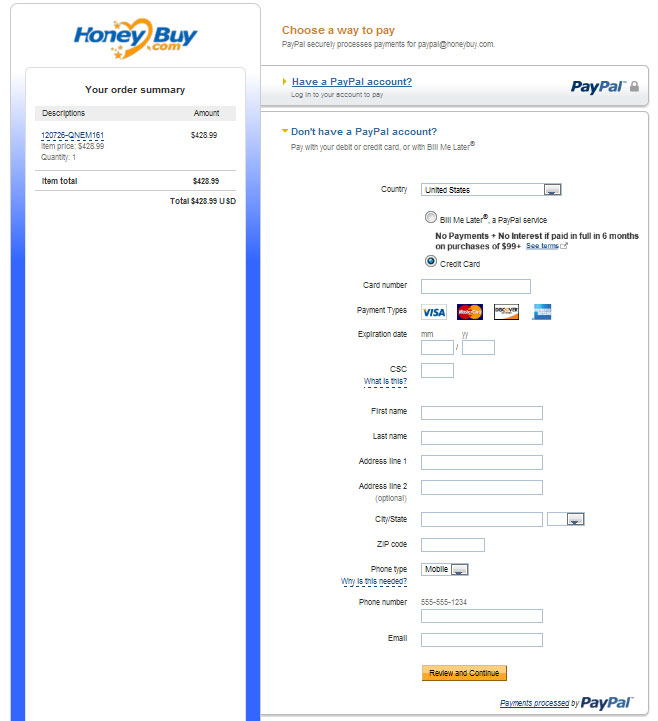 HoneyBuy
.com
Your order summary
Descriptions Amount
120726-QNEM161 $428.99
Item price: $428.99
Quantity: 1
Item total $428.99
Total $428.99 USD
Choose a way to pay
PayPal securely processes payments for paypal@honeybuy.com.
Have a PayPal account?
Log in to your account to pay
PayPal™
Don't have a PayPal account?
Pay with your debit or credit card, or with Bill Me Later®
Country United States
Bill Me Later®, a PayPal service
No Payments + No Interest if paid in full in 6 months
on purchases of $99+ See terms
Credit Card
Card number
Payment Types VISA MasterCard DISCOVER
Expiration date mm yy
/
CSC
What is this?
First name
Last name
Address line 1
Address line 2
(optional)
City/State
ZIP code
Phone type Mobile
Why is this needed?
Phone number 555-555-1234
Email
Review and Continue
Payments processed by PayPal™